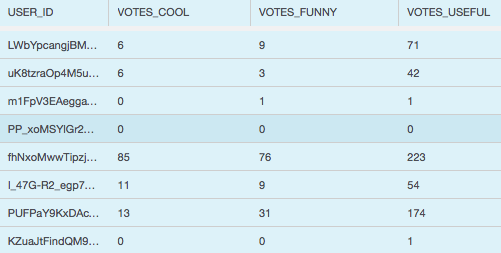 USER_ID VOTES_COOL VOTES_FUNNY VOTES_USEFUL
LWbYpcangjBM... 6 9 71
uK8tzraOp4M5u... 6 3 42
m1FpV3EAegga... 0 1 1
PP_xoMSYlGr2... 0 0 0
fhNxoMwwTipzj... 85 76 223
I_47G-R2_egp7... 11 9 54
PUFPaY9KxDAc... 13 31 174
KZuaJtFindQM9... 0 0 1